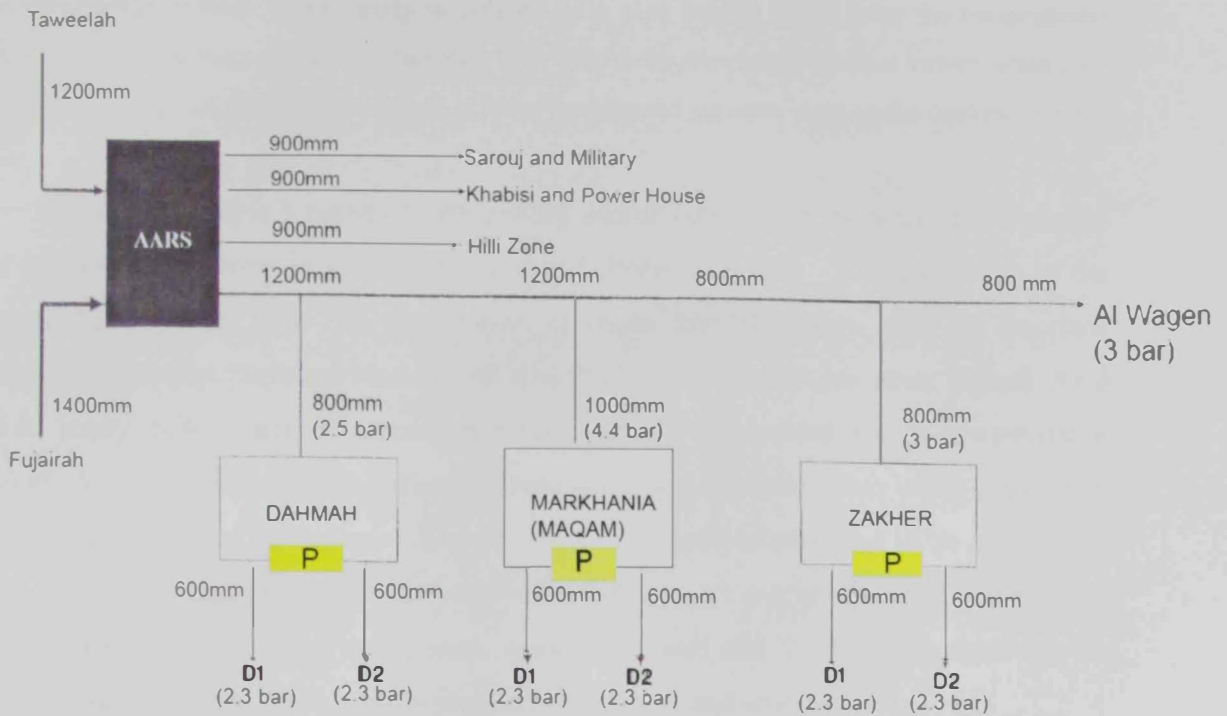 Taweelah
1200mm
900mm
Sarouj and Military
900mm
Khabisi and Power House
AARS
900mm
Hilli Zone
1200mm
1200mm
800mm
800 mm
Al Wagen
(3 bar)
1400mm
Fujairah
800mm
(2.5 bar)
1000mm
(4.4 bar)
800mm
(3 bar)
DAHMAH
P
MARKHANIA
(MAQAM)
P
ZAKHER
P
600mm
600mm
600mm
600mm
600mm
600mm
D1
(2.3 bar)
D2
(2.3 bar)
D1
(2.3 bar)
D2
(2.3 bar)
D1
(2.3 bar)
D2
(2.3 bar)